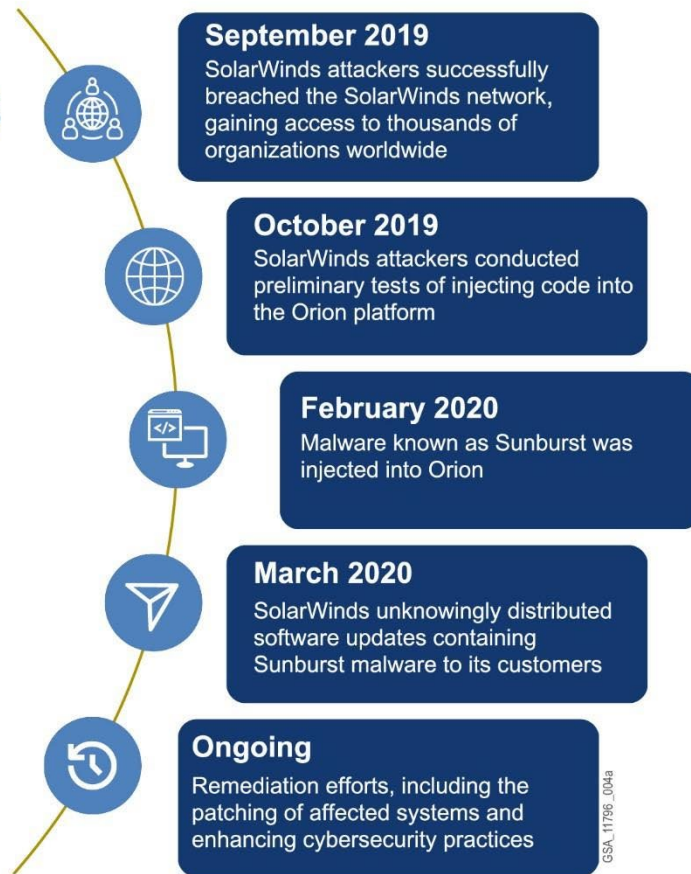 September 2019
SolarWinds attackers successfully
breached the SolarWinds network,
gaining access to thousands of
organizations worldwide
October 2019
SolarWinds attackers conducted
preliminary tests of injecting code into
the Orion platform
</>
February 2020
Malware known as Sunburst was
injected into Orion
March 2020
SolarWinds unknowingly distributed
software updates containing
Sunburst malware to its customers
Ongoing
Remediation efforts, including the
patching of affected systems and
enhancing cybersecurity practices
GSA_11796_004a